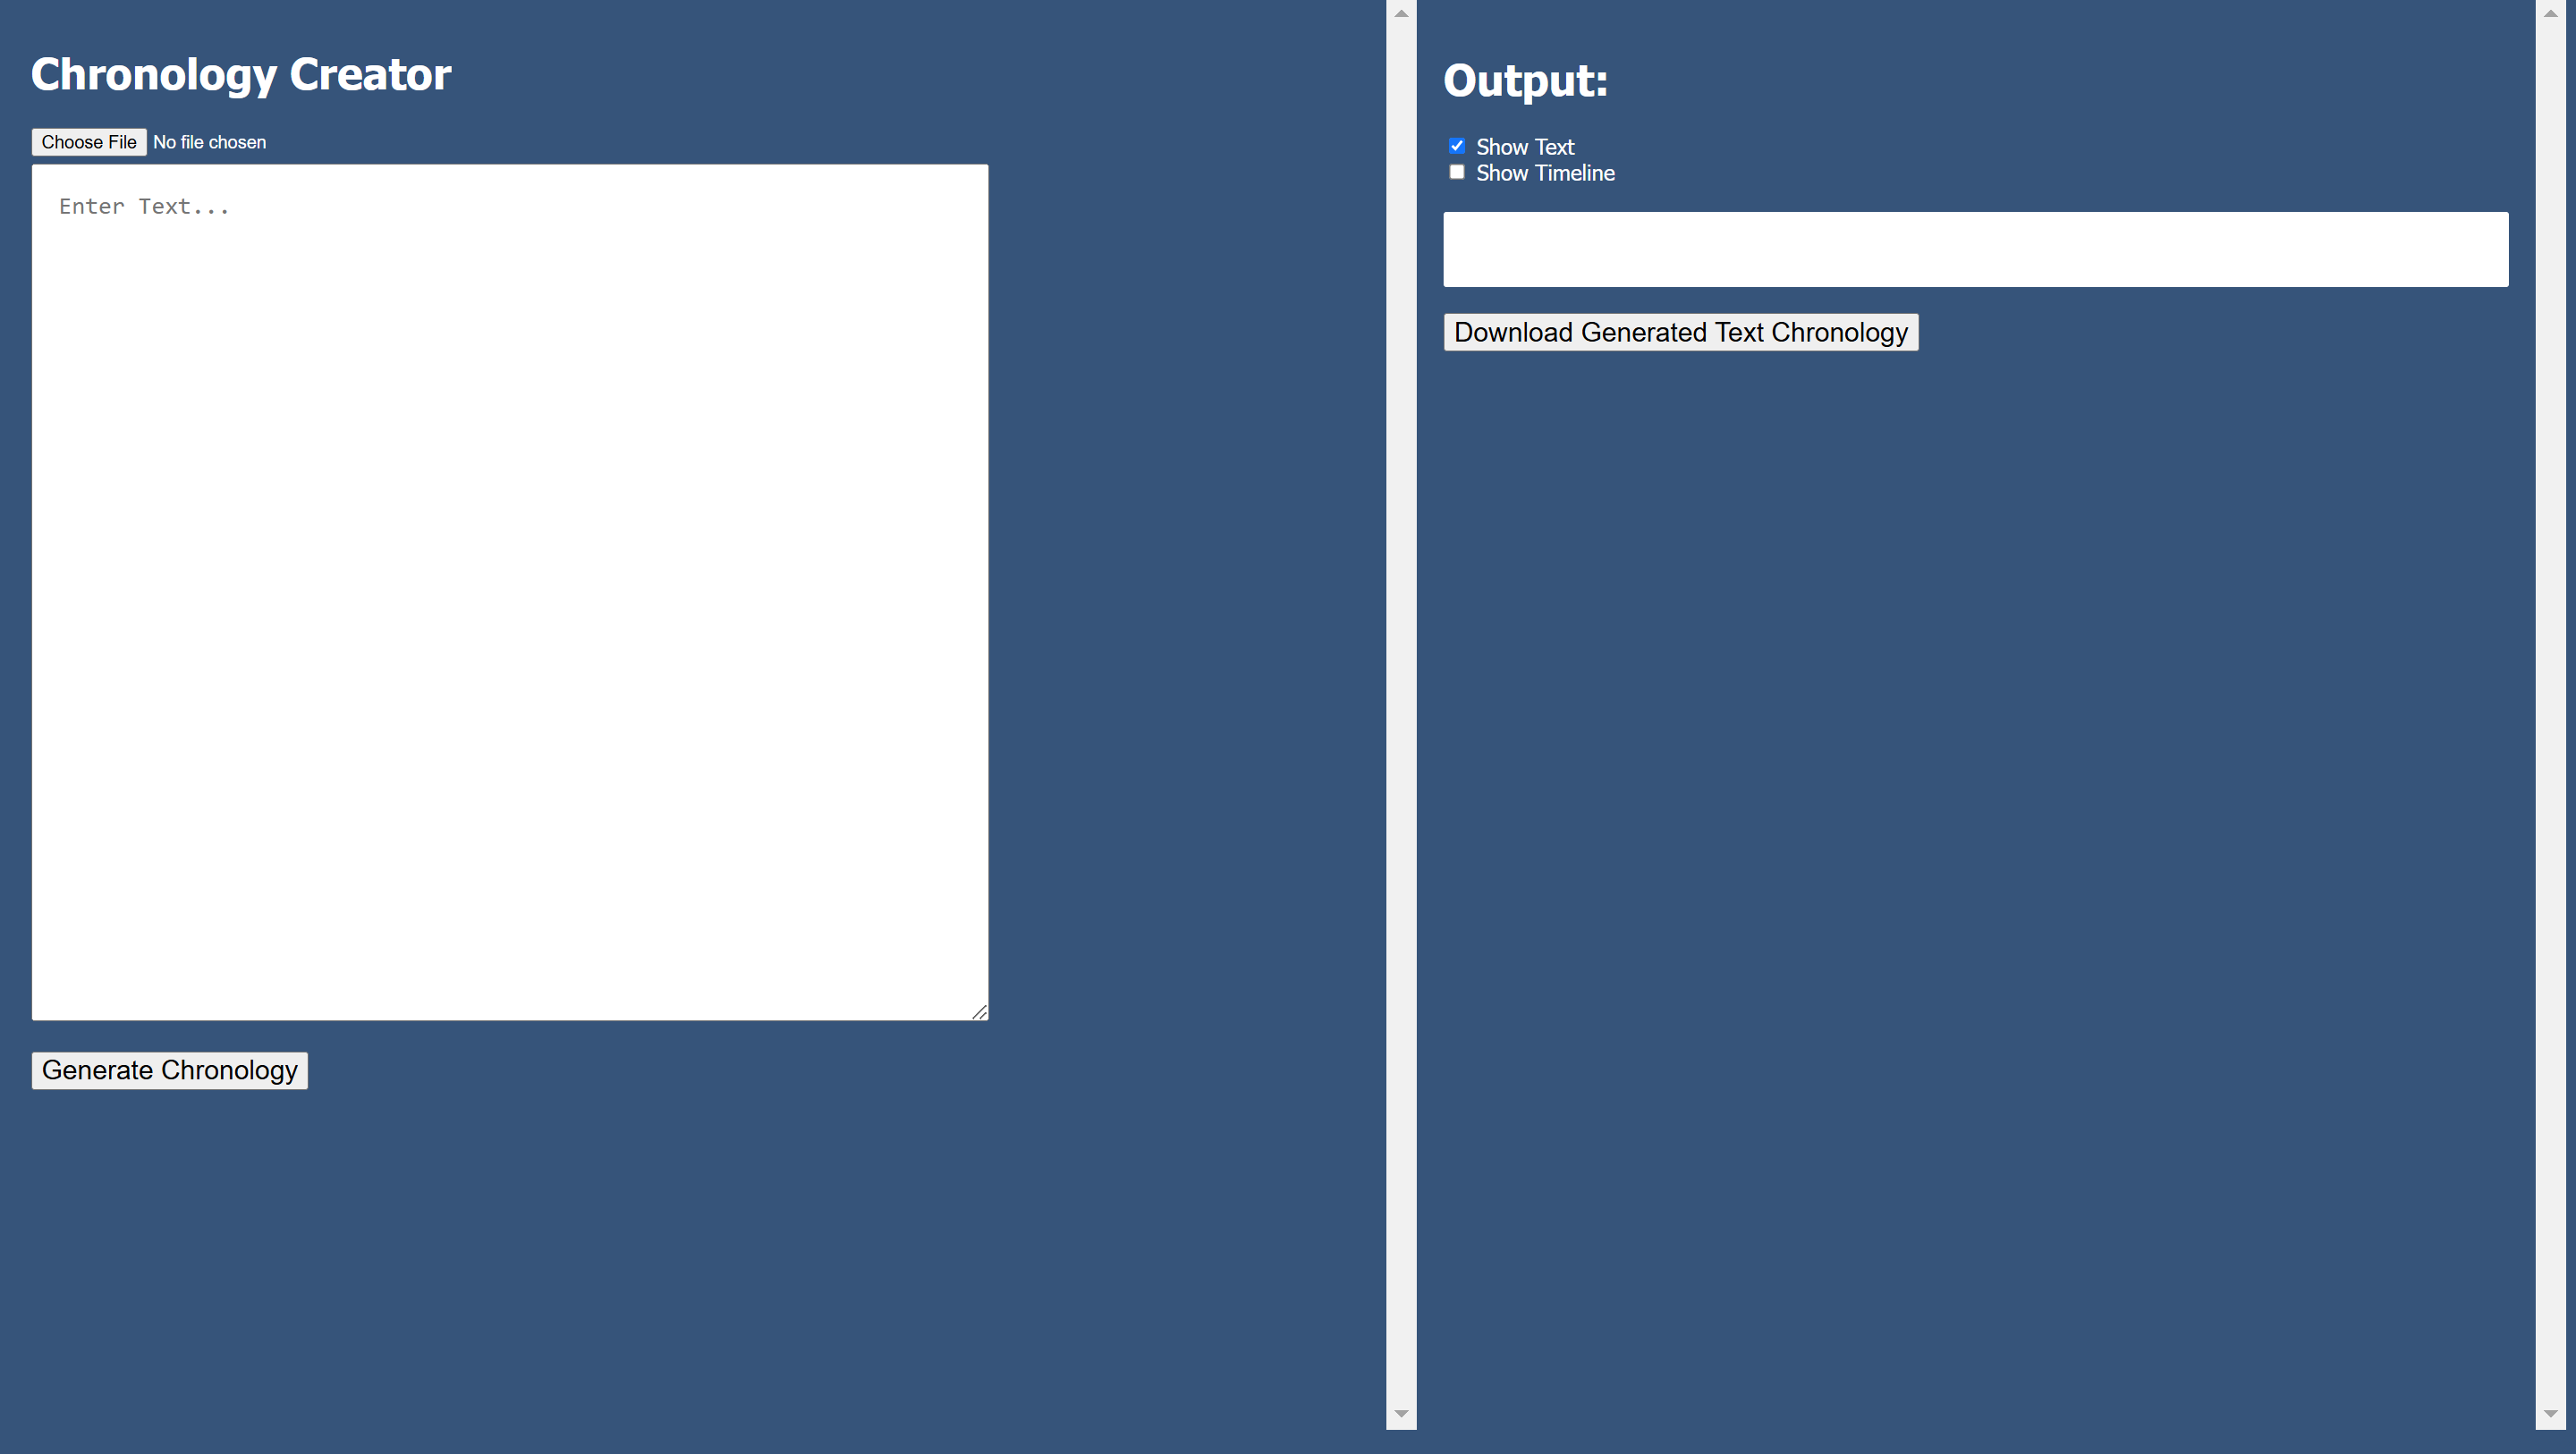 Chronology Creator
Choose File No file chosen
Enter Text...
Generate Chronology
Output:
Show Text
Show Timeline
Download Generated Text Chronology